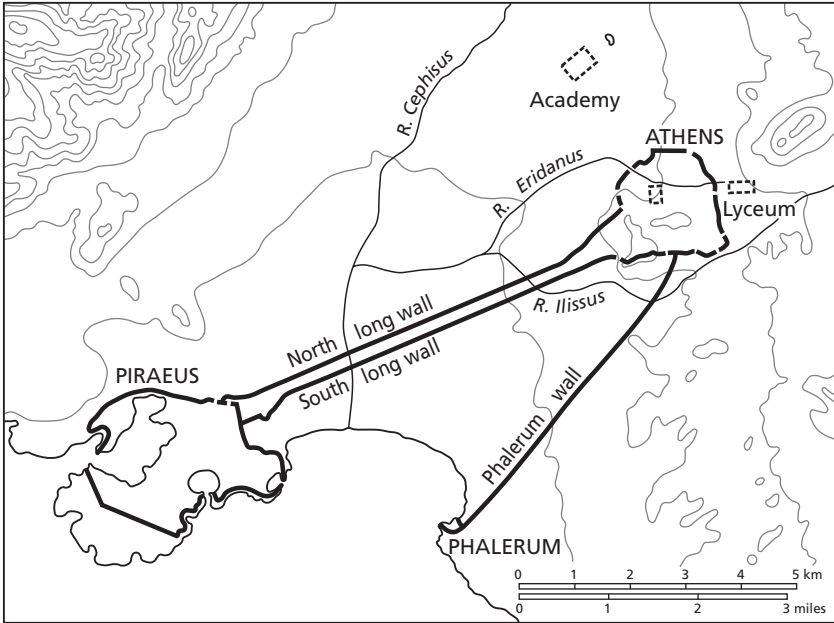 R. Cephisus
Academy
ATHENS
R. Eridanus
Lyceum
R. Ilissus
North long wall
South long wall
PIRAEUS
Phalerum wall
PHALERUM
0 1 2 3 4 5 km
0 1 2 3 miles